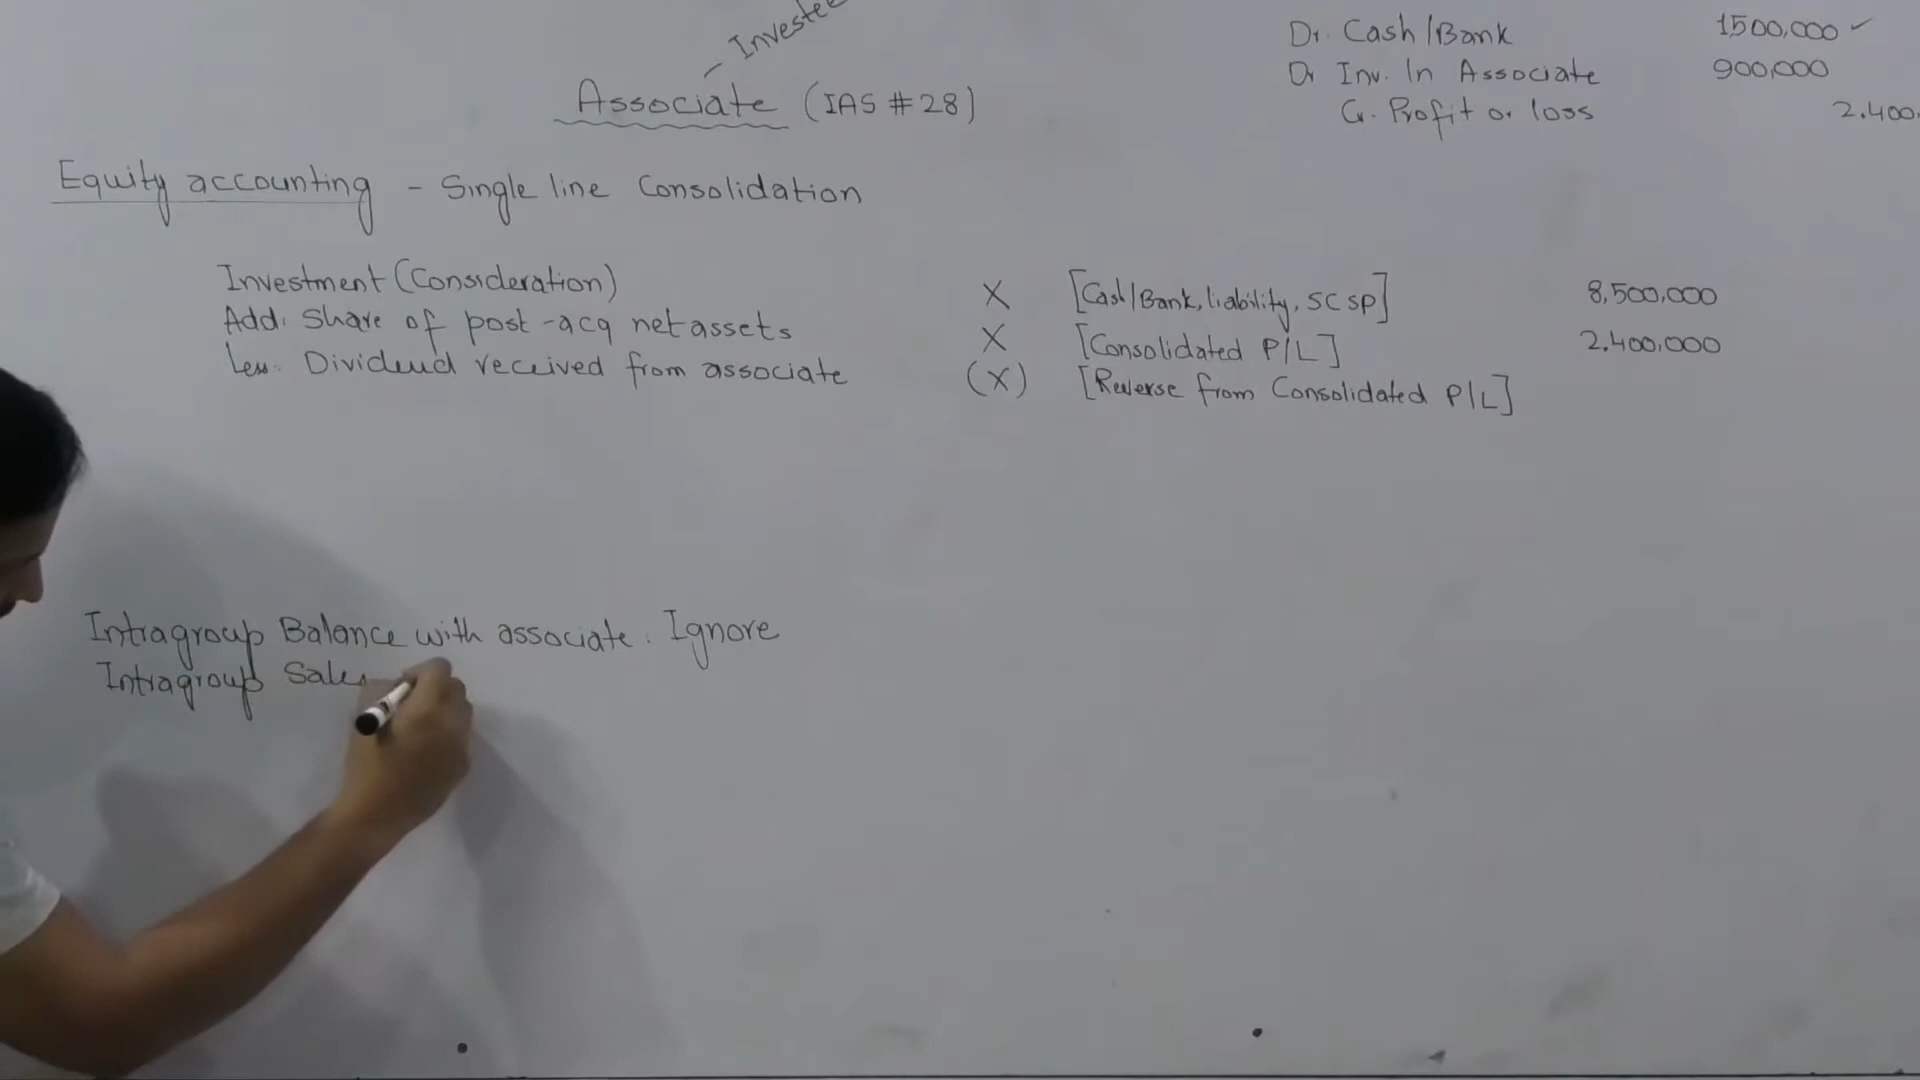 Investee
Associate (IAS #28)
Dr. Cash/Bank 1500,000 ✓
Dr Inv. In Associate 900,000
Cr. Profit or loss 2.400,
Equity accounting - Single line Consolidation
Investment (Consideration) X [Cash/Bank, liability, SC SP] 8,500,000
Add: Share of post-acq net assets X [Consolidated P/L] 2.400.000
Less: Dividend received from associate (X) [Reverse from Consolidated P/L]
Intragroup Balance with associate: Ignore
Intragroup Sales